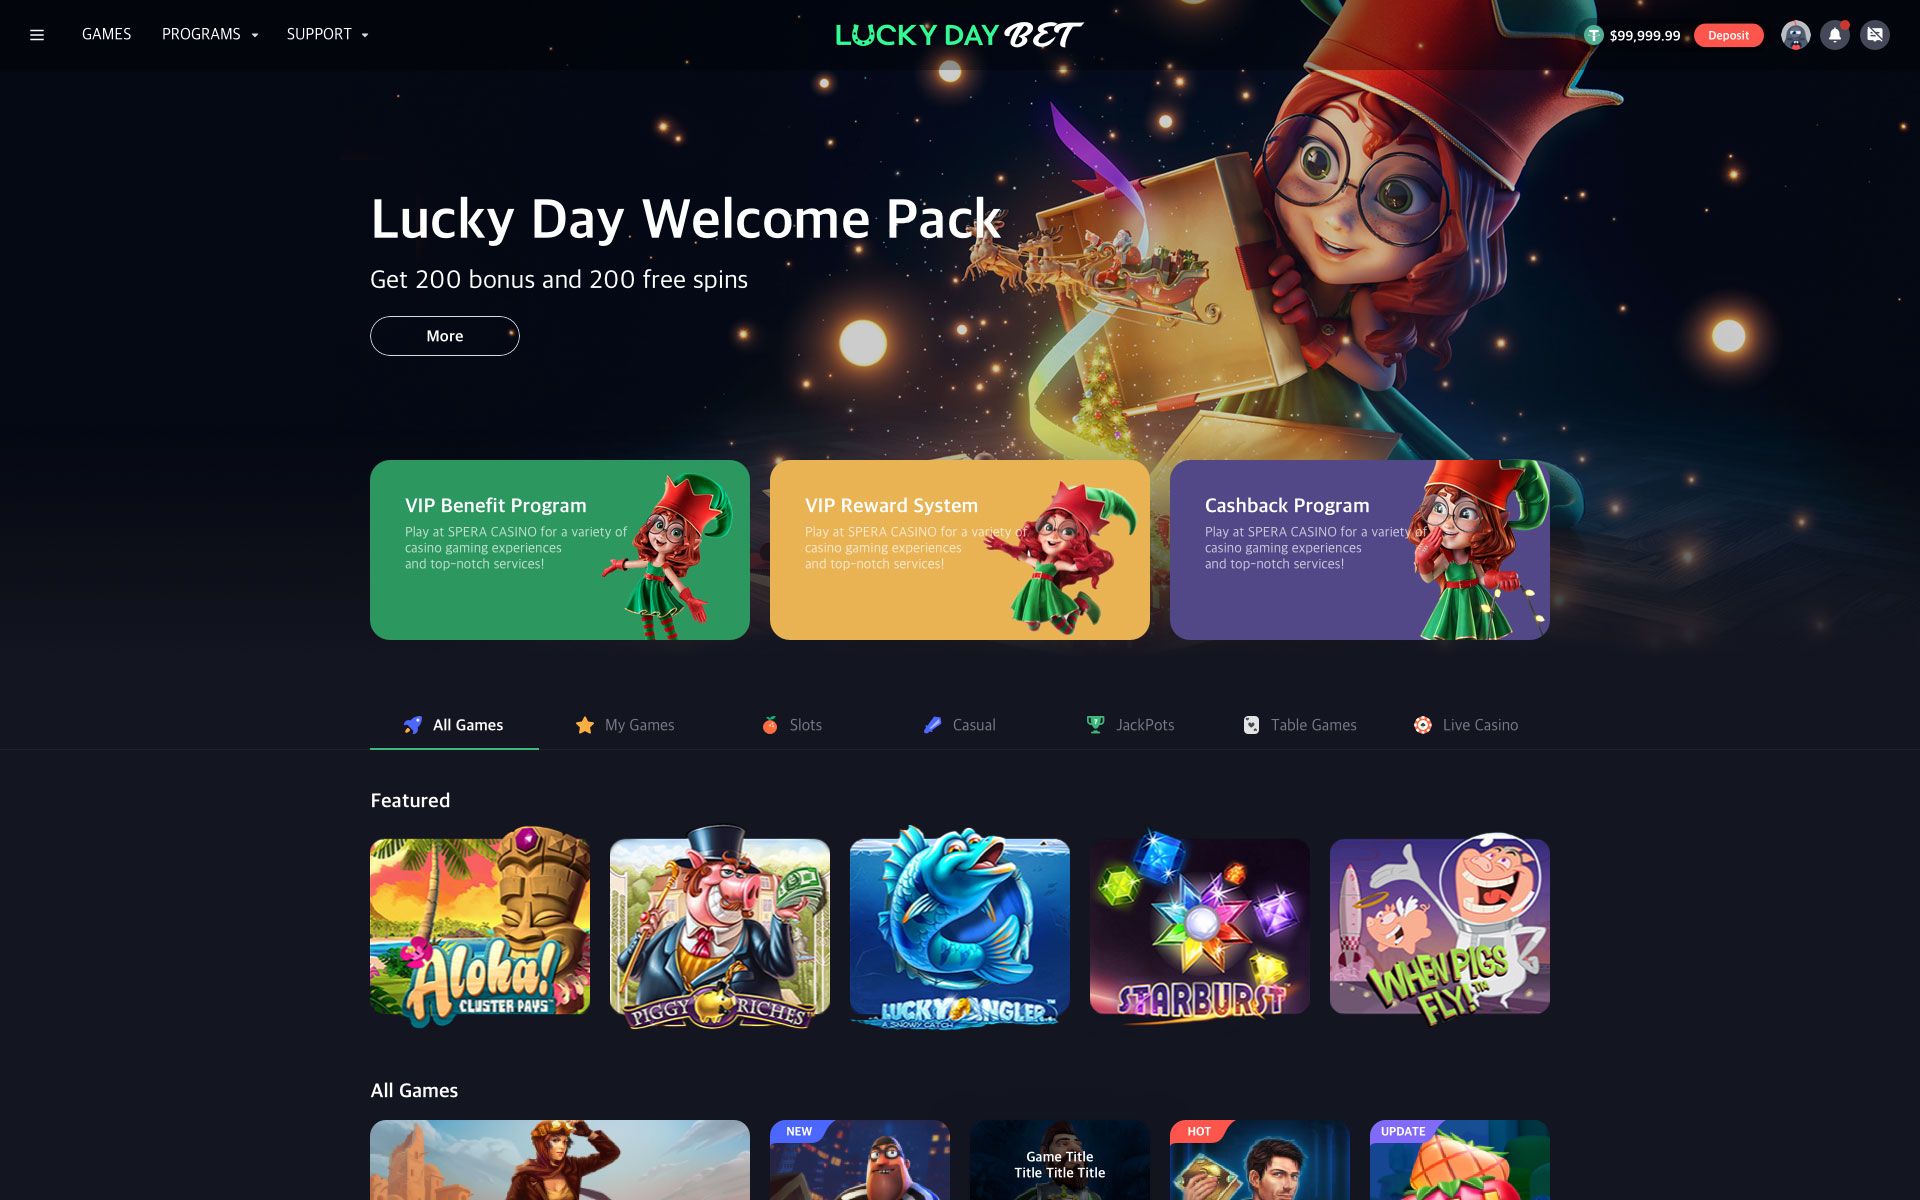 GAMES
PROGRAMS
SUPPORT
LUCKY DAY BET
$99,999.99
Deposit
Lucky Day Welcome Pack
Get 200 bonus and 200 free spins
More
VIP Benefit Program
Play at SPERA CASINO for a variety of
casino gaming experiences
and top-notch services!
VIP Reward System
Play at SPERA CASINO for a variety of
casino gaming experiences
and top-notch services!
Cashback Program
Play at SPERA CASINO for a variety of
casino gaming experiences
and top-notch services!
All Games
My Games
Slots
Casual
JackPots
Table Games
Live Casino
Featured
Aloha!
CLUSTER PAYS™
PIGGY RICHES™
LUCKY ANGLER™
A SNOWY CATCH
STARBURST™
WHEN PIGS
FLY!™
All Games
NEW
Game Title
Title Title Title
HOT
UPDATE